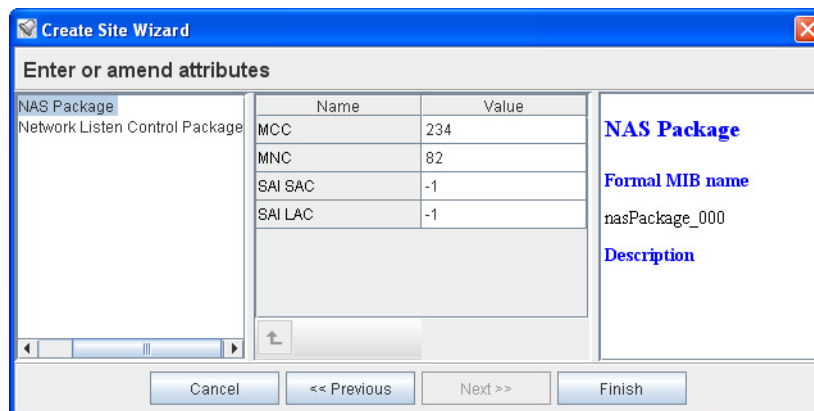 Create Site Wizard
Enter or amend attributes
NAS Package
Network Listen Control Package
Name Value
MCC 234
MNC 82
SAI SAC -1
SAI LAC -1
NAS Package
Formal MIB name
nasPackage_000
Description
Cancel << Previous Next >> Finish